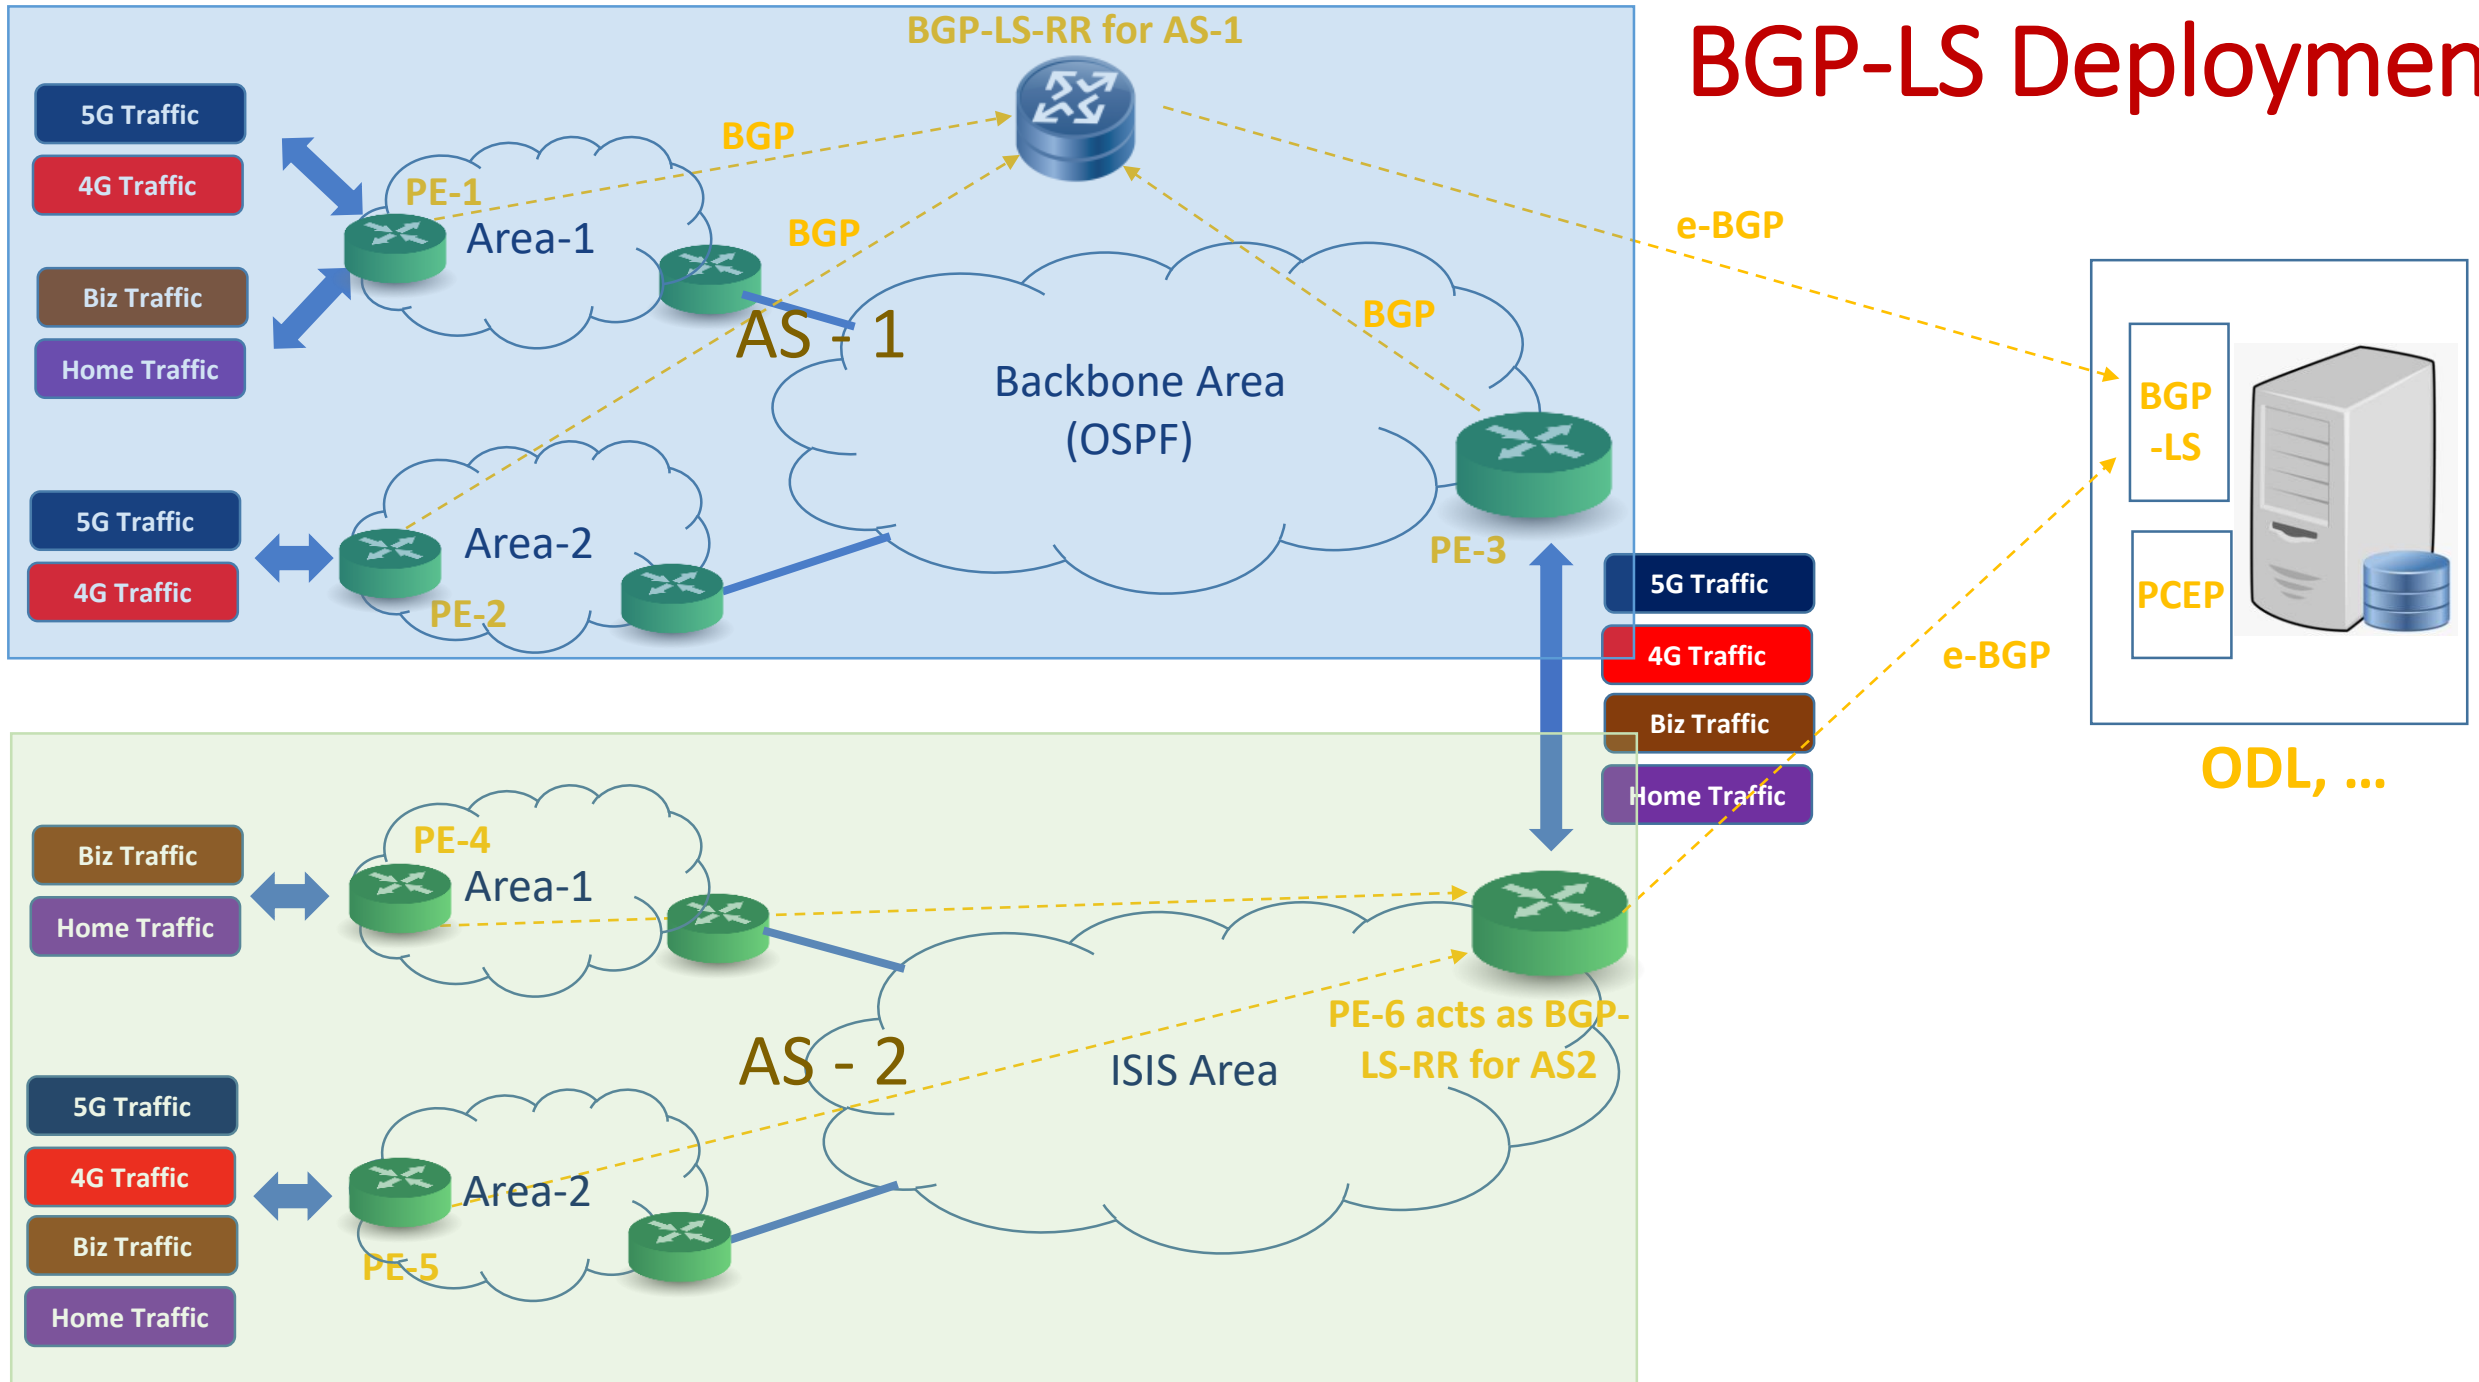 BGP-LS-RR for AS-1
BGP-LS Deploymen
5G Traffic
4G Traffic
Biz Traffic
Home Traffic
PE-1
Area-1
BGP
BGP
BGP
e-BGP
AS - 1
Backbone Area
(OSPF)
5G Traffic
4G Traffic
Area-2
PE-2
PE-3
BGP
-LS
PCEP
ODL, ...
e-BGP
5G Traffic
4G Traffic
Biz Traffic
Home Traffic
Biz Traffic
Home Traffic
PE-4
Area-1
AS - 2
ISIS Area
PE-6 acts as BGP-
LS-RR for AS2
5G Traffic
4G Traffic
Biz Traffic
Home Traffic
Area-2
PE-5